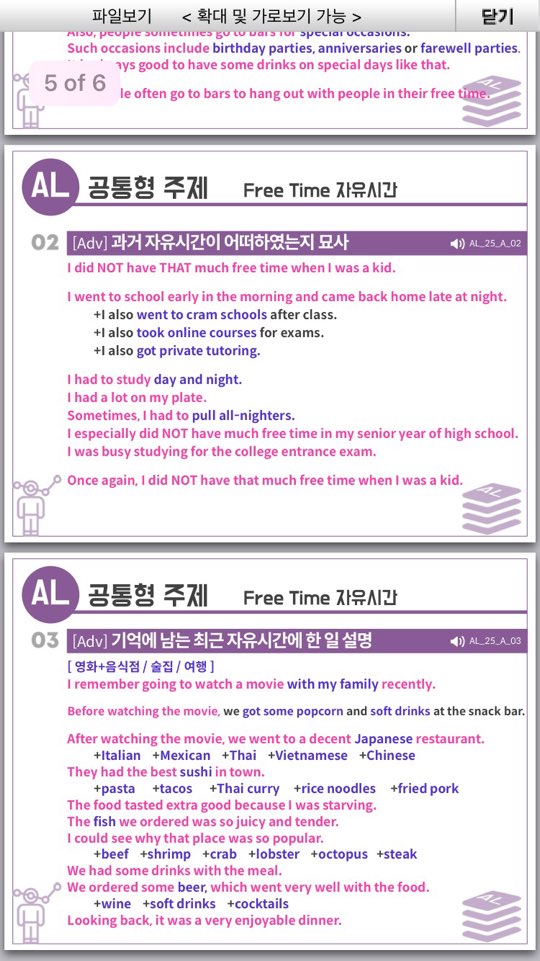 파일보기 < 확대 및 가로보기 가능 > 닫기
Also, people sometimes go to bars for special occasions.
Such occasions include birthday parties, anniversaries or farewell parties.
always good to have some drinks on special days like that.
5 of 6
often go to bars to hang out with people in their free time.
AL
AL 공통형 주제 Free Time 자유시간
02 [Adv] 과거 자유시간이 어떠하였는지 묘사 AL_25_A_02
I did NOT have THAT much free time when I was a kid.
I went to school early in the morning and came back home late at night.
+I also went to cram schools after class.
+I also took online courses for exams.
+I also got private tutoring.
I had to study day and night.
I had a lot on my plate.
Sometimes, I had to pull all-nighters.
I especially did NOT have much free time in my senior year of high school.
I was busy studying for the college entrance exam.
Once again, I did NOT have that much free time when I was a kid.
AL
AL 공통형 주제 Free Time 자유시간
03 [Adv] 기억에 남는 최근 자유시간에 한 일 설명 AL_25_A_03
[ 영화+음식점 / 술집 / 여행 ]
I remember going to watch a movie with my family recently.
Before watching the movie, we got some popcorn and soft drinks at the snack bar.
After watching the movie, we went to a decent Japanese restaurant.
+Italian +Mexican +Thai +Vietnamese +Chinese
They had the best sushi in town.
+pasta +tacos +Thai curry +rice noodles +fried pork
The food tasted extra good because I was starving.
The fish we ordered was so juicy and tender.
I could see why that place was so popular.
+beef +shrimp +crab +lobster +octopus +steak
We had some drinks with the meal.
We ordered some beer, which went very well with the food.
+wine +soft drinks +cocktails
Looking back, it was a very enjoyable dinner.
AL